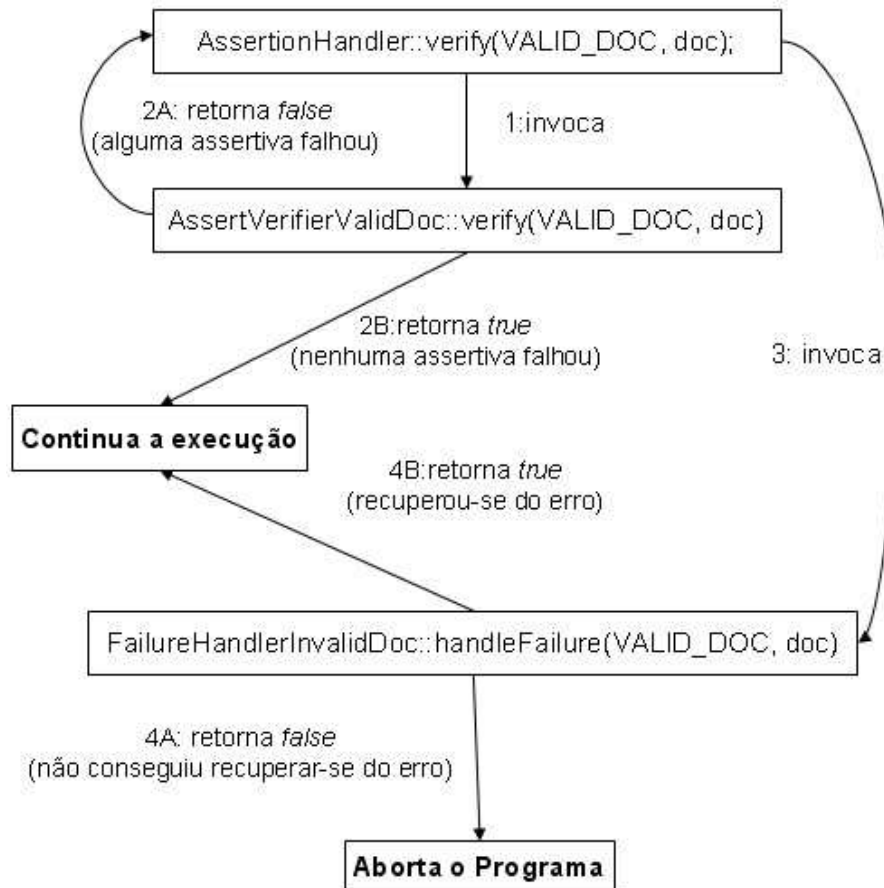 AssertionHandler::verify(VALID_DOC, doc);
2A: retorna false
(alguma assertiva falhou)
1:invoca
AssertVerifierValidDoc::verify(VALID_DOC, doc)
2B:retorna true
(nenhuma assertiva falhou)
3: invoca
Continua a execução
4B:retorna true
(recuperou-se do erro)
FailureHandlerInvalidDoc::handleFailure(VALID_DOC, doc)
4A: retorna false
(não conseguiu recuperar-se do erro)
Aborta o Programa